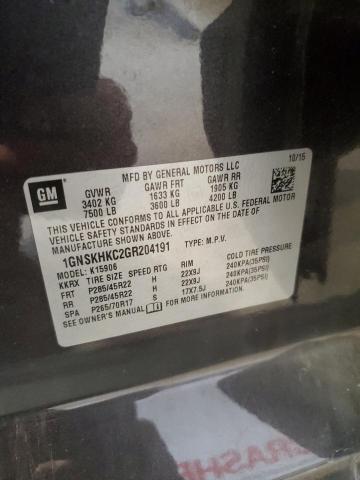 GM
MFD BY GENERAL MOTORS LLC 10/15
GVWR GAWR FRT GAWR RR
3402 KG 1633 KG 1905 KG
7500 LB 3600 LB 4200 LB
THIS VEHICLE CONFORMS TO ALL APPLICABLE U.S. FEDERAL MOTOR
VEHICLE SAFETY AND THEFT PREVENTION STANDARDS IN EFFECT ON THE DATE OF
MANUFACTURE SHOWN ABOVE.
1GNSKHKC2GR204191 TYPE: M.P.V.
MODEL: K15906
KKRX TIRE SIZE SPEED RTG RIM COLD TIRE PRESSURE
FRT P285/45R22 H 22X9J 240KPA(35PSI)
RR P285/45R22 H 22X9J 240KPA(35PSI)
SPA P265/70R17 S 17X7.5J 240KPA(35PSI)
SEE OWNER MANUAL FOR MORE INFORMATION.